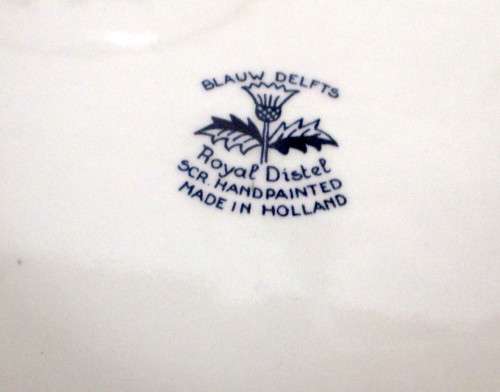 BLAUW DELFTS
Royal Distel
SCR. HANDPAINTED
MADE IN HOLLAND